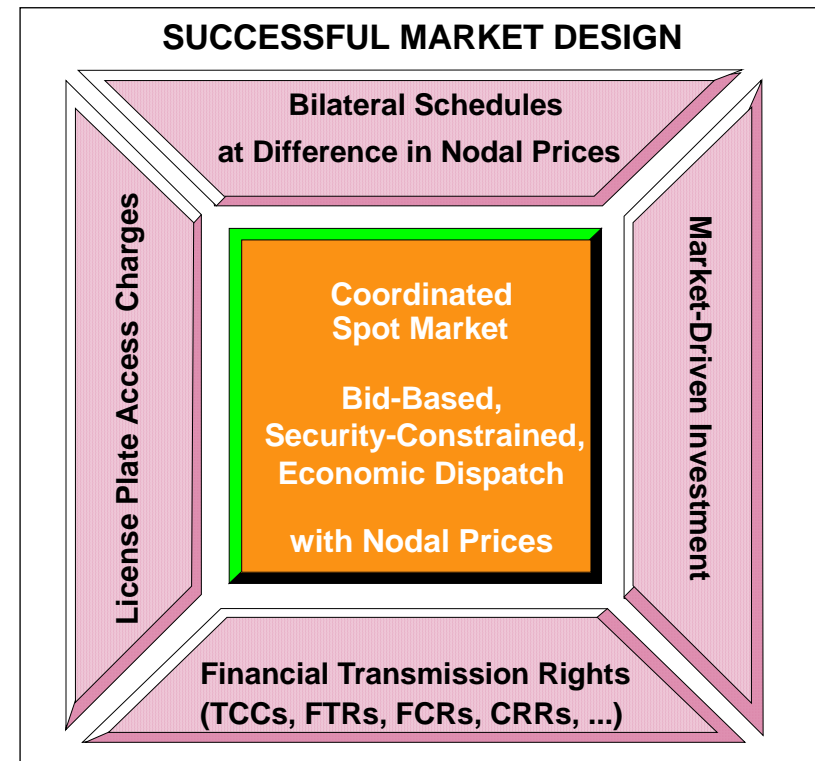 SUCCESSFUL MARKET DESIGN
Bilateral Schedules
at Difference in Nodal Prices
License Plate Access Charges
Coordinated
Spot Market
Bid-Based,
Security-Constrained,
Economic Dispatch
with Nodal Prices
Market-Driven Investment
Financial Transmission Rights
(TCCs, FTRs, FCRs, CRRs, ...)